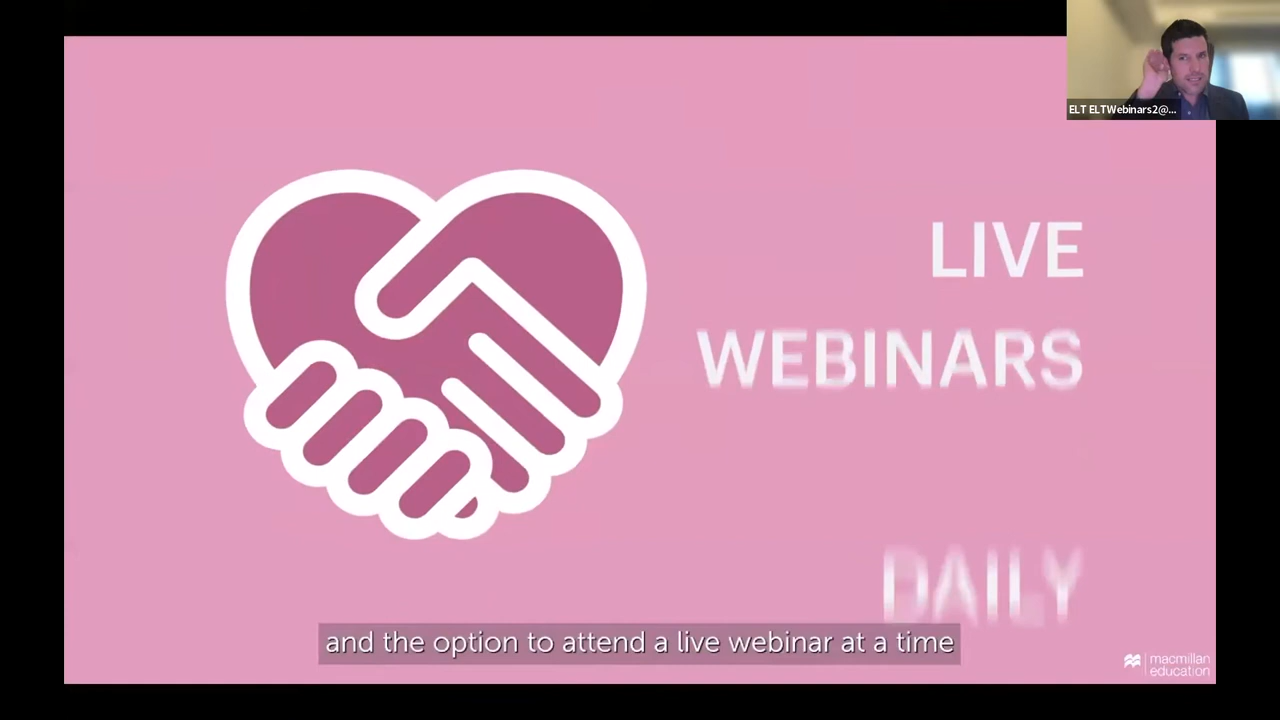 ELT ELTWebinars2@...
LIVE
WEBINARS
DAILY
and the option to attend a live webinar at a time
macmillan
education